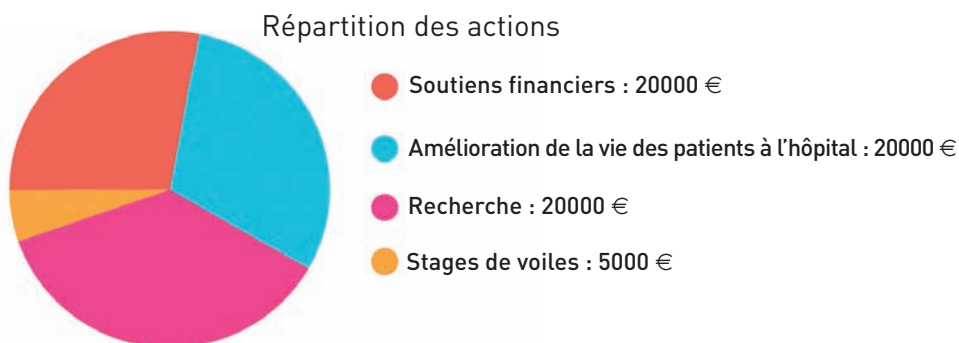 Répartition des actions
Soutiens financiers : 20000 €
Amélioration de la vie des patients à l'hôpital : 20000 €
Recherche : 20000 €
Stages de voiles : 5000 €